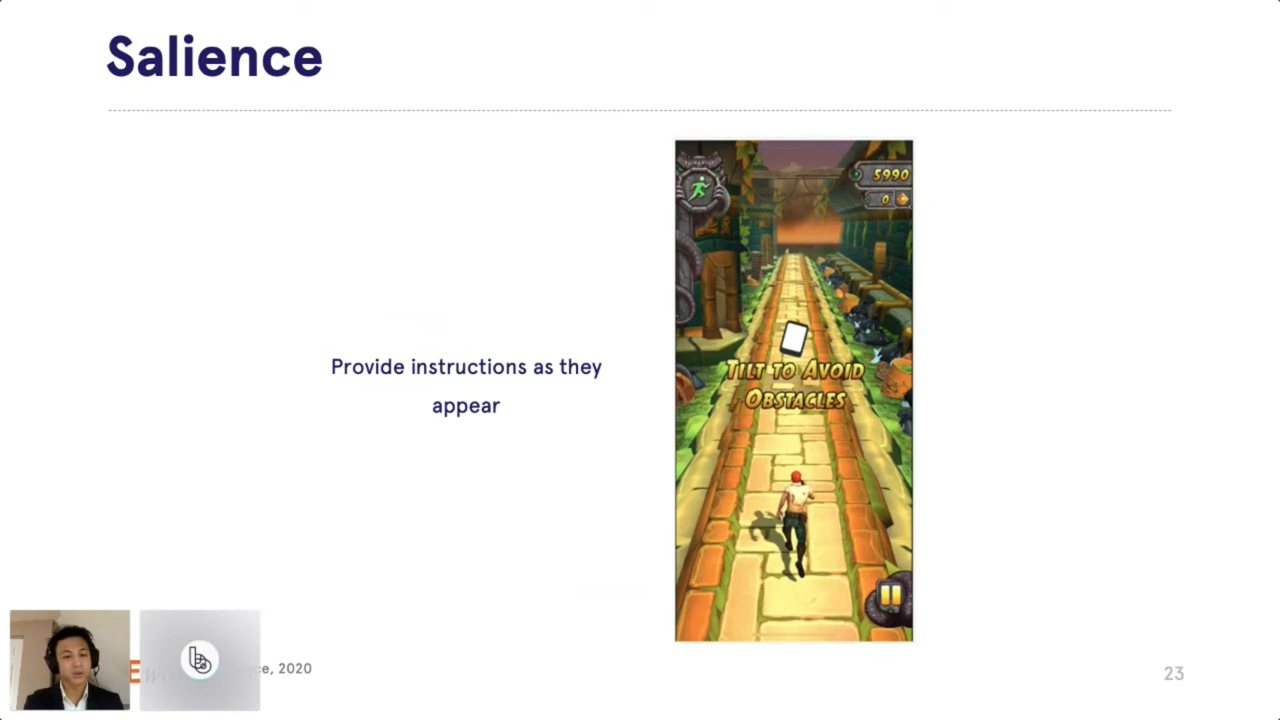 Salience
5990
0
Provide instructions as they
appear
TILT TO AVOID
OBSTACLES
2020
23